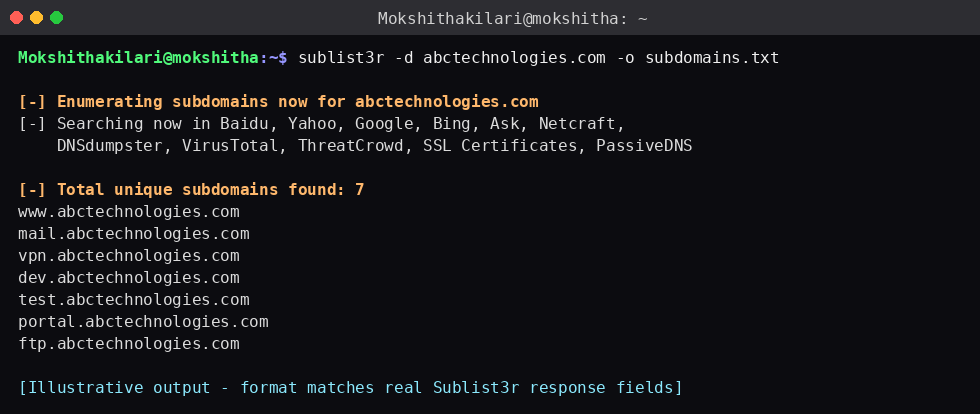 Mokshithakilari@mokshitha: ~
Mokshithakilari@mokshitha:~$ sublist3r -d abctechnologies.com -o subdomains.txt
[-] Enumerating subdomains now for abctechnologies.com
[-] Searching now in Baidu, Yahoo, Google, Bing, Ask, Netcraft,
DNSdumpster, VirusTotal, ThreatCrowd, SSL Certificates, PassiveDNS
[-] Total unique subdomains found: 7
www.abctechnologies.com
mail.abctechnologies.com
vpn.abctechnologies.com
dev.abctechnologies.com
test.abctechnologies.com
portal.abctechnologies.com
ftp.abctechnologies.com
[Illustrative output - format matches real Sublist3r response fields]